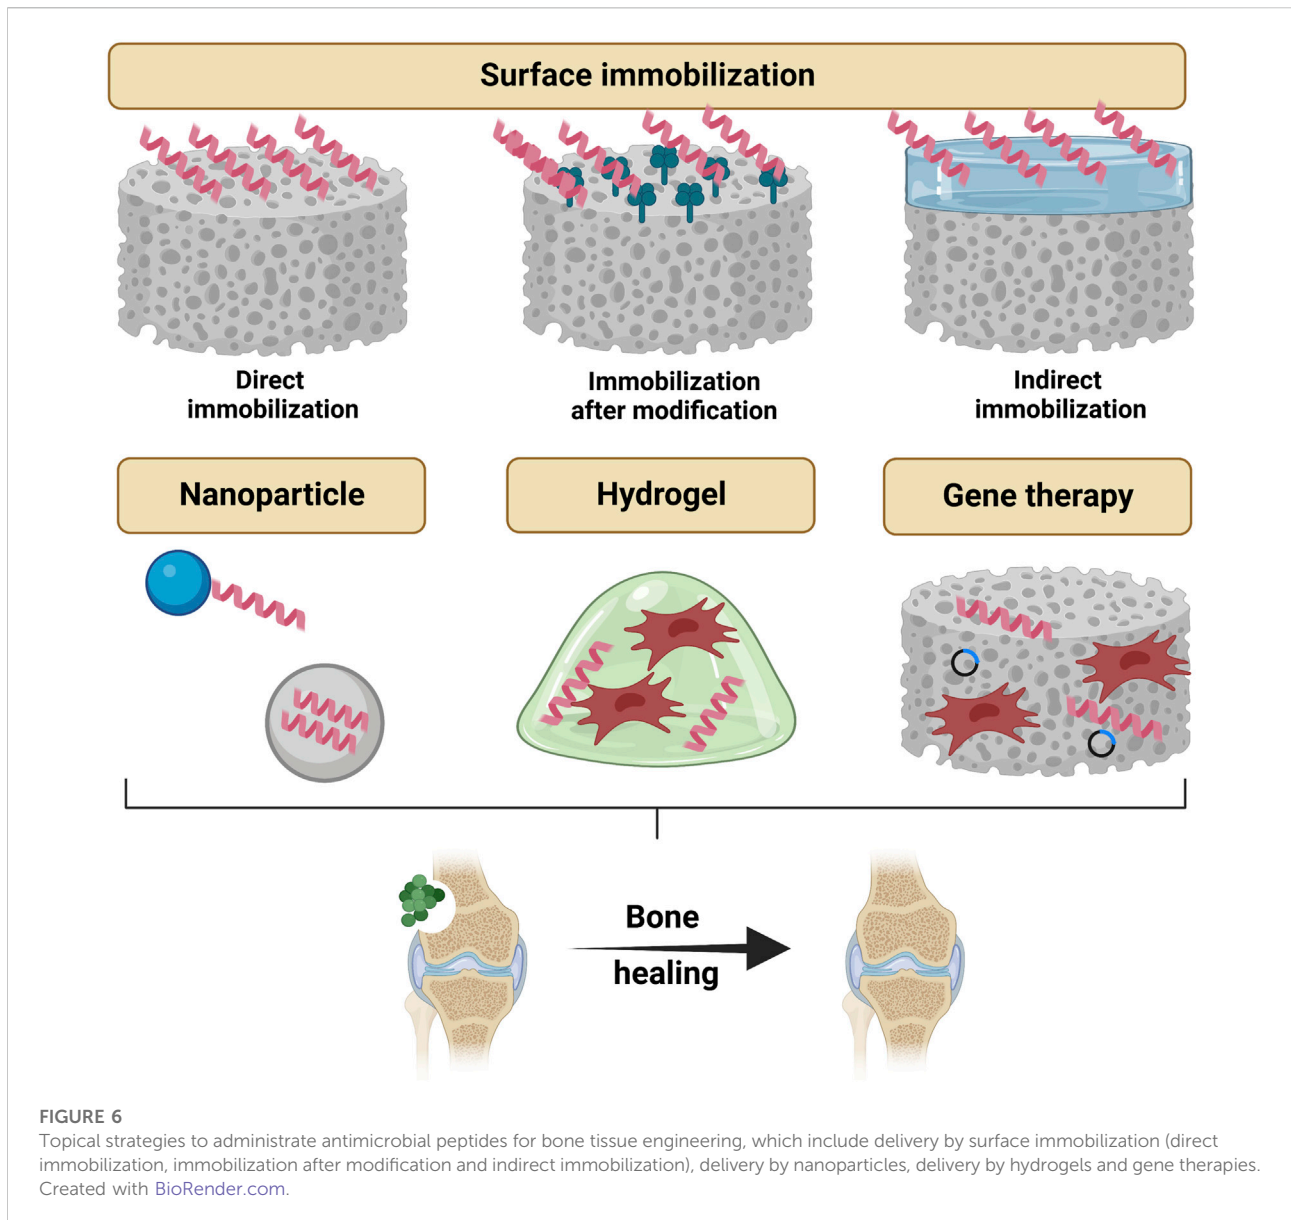 Surface immobilization
Direct
immobilization
Immobilization
after modification
Indirect
immobilization
Nanoparticle
Hydrogel
Gene therapy
Bone
healing
FIGURE 6
Topical strategies to administrate antimicrobial peptides for bone tissue engineering, which include delivery by surface immobilization (direct
immobilization, immobilization after modification and indirect immobilization), delivery by nanoparticles, delivery by hydrogels and gene therapies.
Created with BioRender.com.